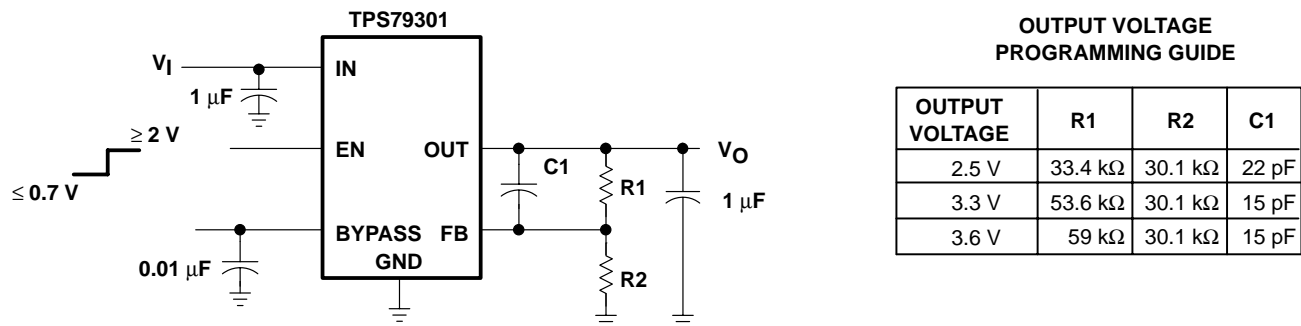 TPS79301
OUTPUT VOLTAGE
PROGRAMMING GUIDE
V_I
IN
1 μF
≥ 2 V
≤ 0.7 V
EN
OUT
V_O
C1
R1
1 μF
BYPASS
FB
GND
0.01 μF
R2
OUTPUT VOLTAGE R1 R2 C1
2.5 V 33.4 kΩ 30.1 kΩ 22 pF
3.3 V 53.6 kΩ 30.1 kΩ 15 pF
3.6 V 59 kΩ 30.1 kΩ 15 pF